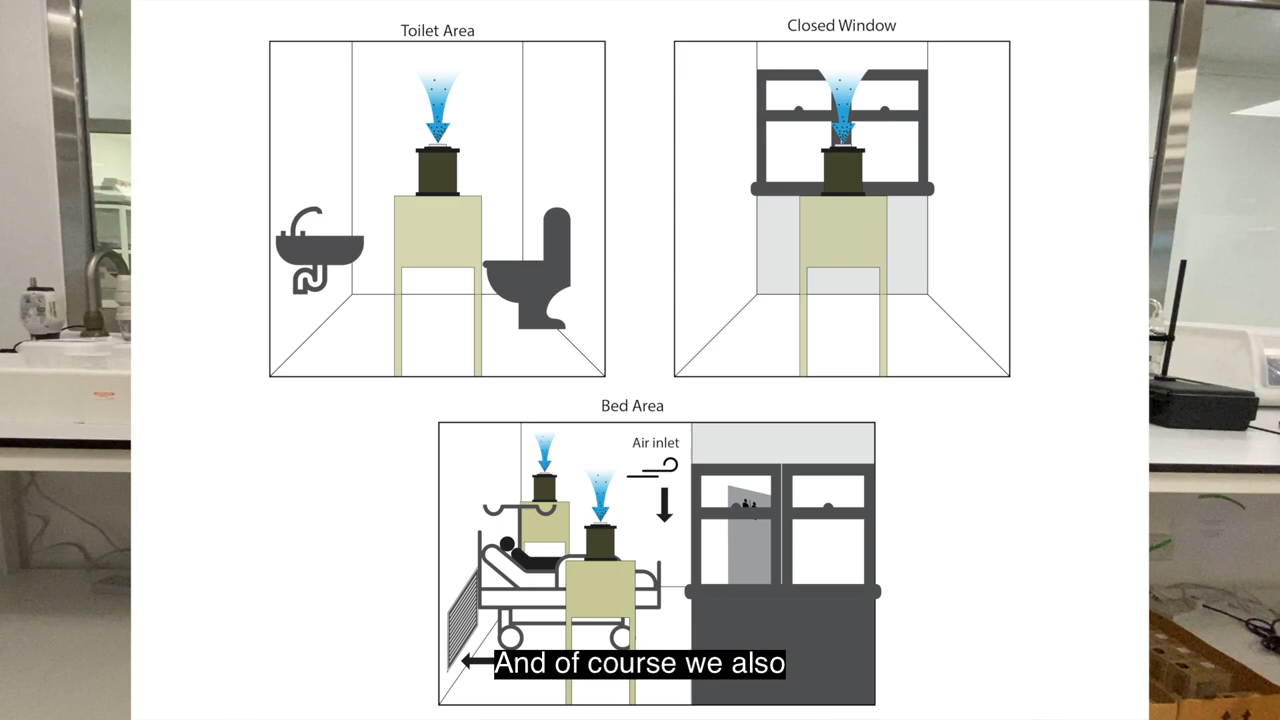 Toilet Area
Closed Window
Bed Area
Air inlet
And of course we also